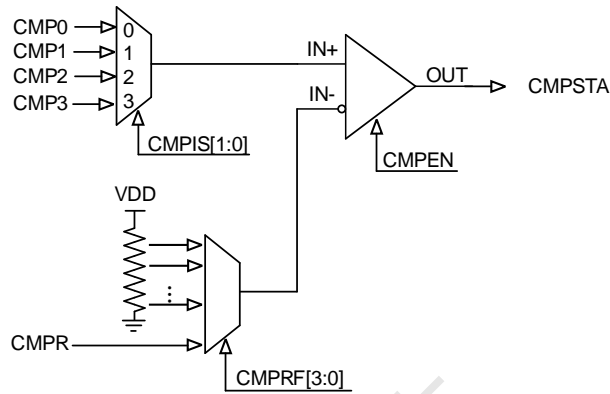 CMP0
CMP1
CMP2
CMP3
0
1
2
3
CMPIS[1:0]
IN+
IN-
OUT
CMPSTA
CMPEN
VDD
...
CMPR
CMPRF[3:0]